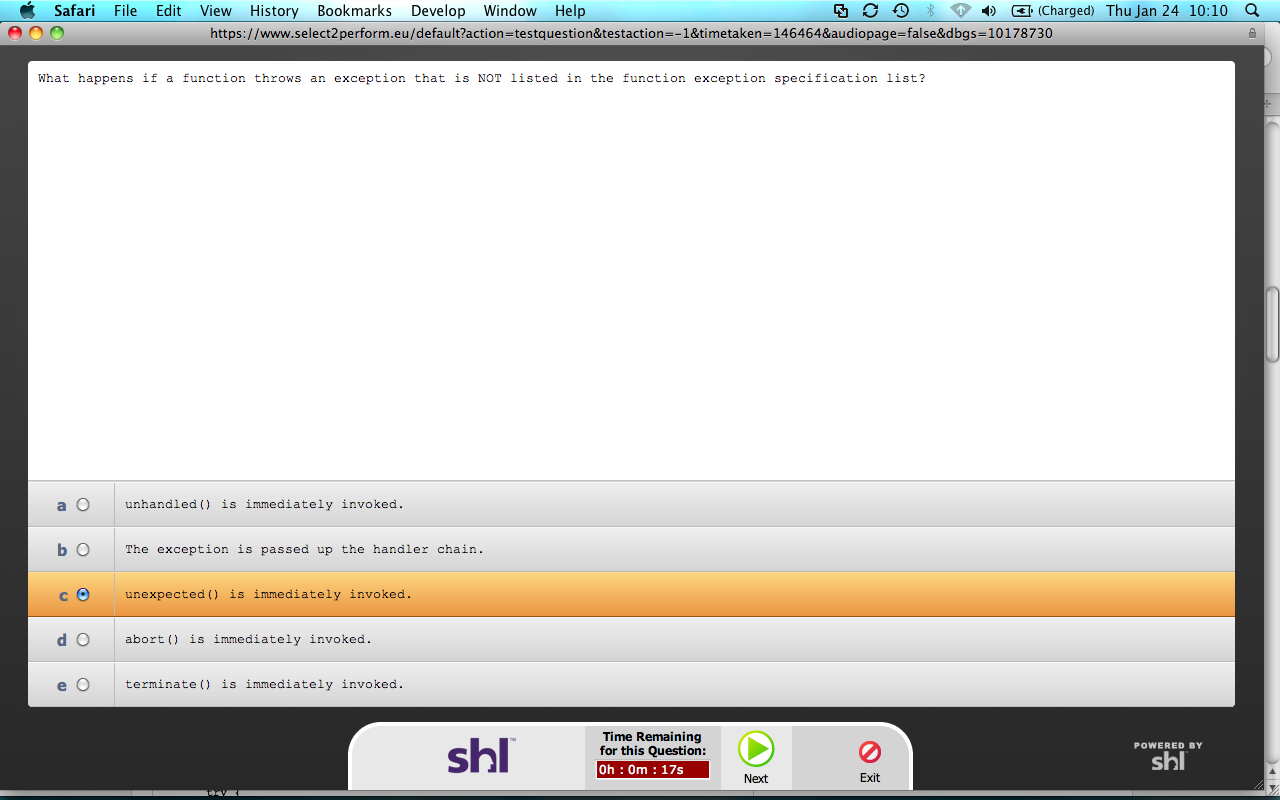 Safari File Edit View History Bookmarks Develop Window Help (Charged) Thu Jan 24 10:10
https://www.select2perform.eu/default?action=testquestion&testaction=-1&timetaken=146464&audiopage=false&dbgs=10178730
What happens if a function throws an exception that is NOT listed in the function exception specification list?
a unhandled() is immediately invoked.
b The exception is passed up the handler chain.
c unexpected() is immediately invoked.
d abort() is immediately invoked.
e terminate() is immediately invoked.
shl™
Time Remaining
for this Question:
0h : 0m : 17s
Next
Exit
POWERED BY
shl
try {